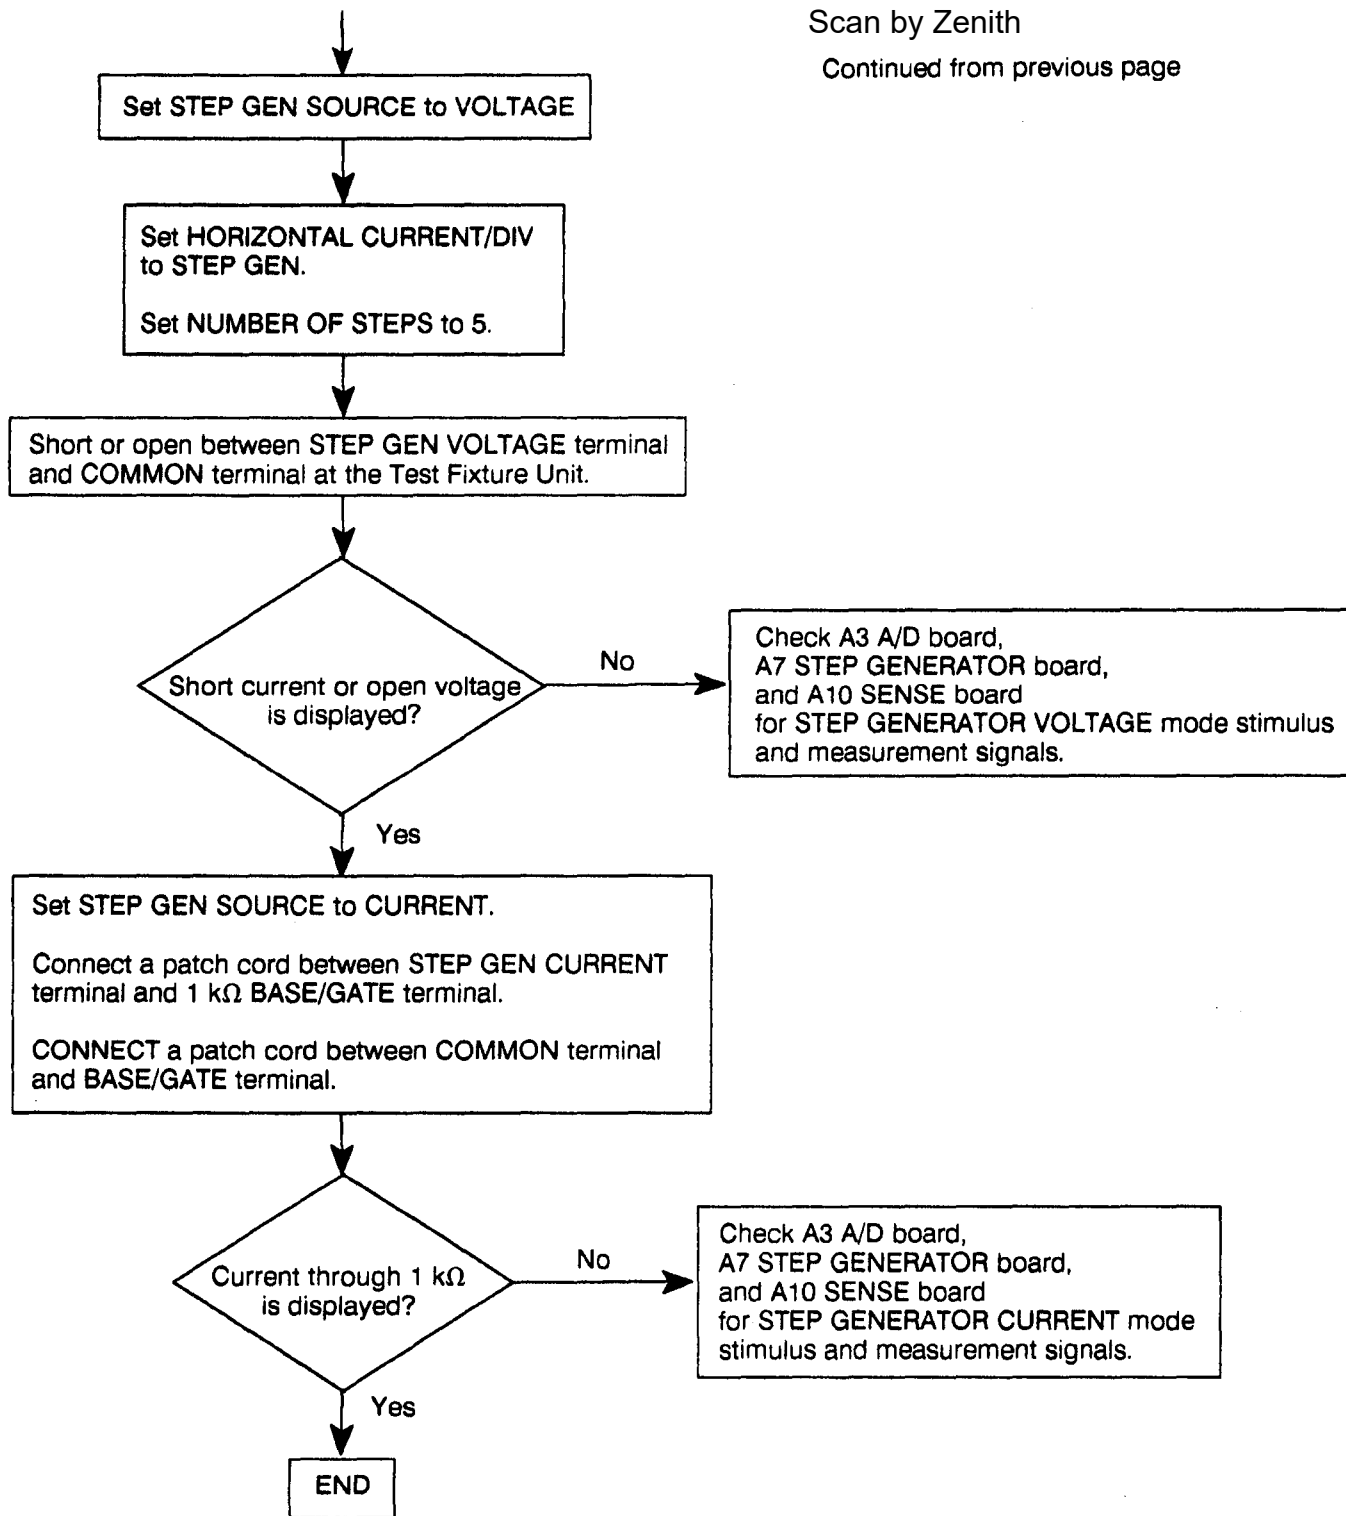 Scan by Zenith
Continued from previous page
Set STEP GEN SOURCE to VOLTAGE
Set HORIZONTAL CURRENT/DIV
to STEP GEN.
Set NUMBER OF STEPS to 5.
Short or open between STEP GEN VOLTAGE terminal
and COMMON terminal at the Test Fixture Unit.
Short current or open voltage
is displayed?
No
Check A3 A/D board,
A7 STEP GENERATOR board,
and A10 SENSE board
for STEP GENERATOR VOLTAGE mode stimulus
and measurement signals.
Yes
Set STEP GEN SOURCE to CURRENT.
Connect a patch cord between STEP GEN CURRENT
terminal and 1 kΩ BASE/GATE terminal.
CONNECT a patch cord between COMMON terminal
and BASE/GATE terminal.
Current through 1 kΩ
is displayed?
No
Check A3 A/D board,
A7 STEP GENERATOR board,
and A10 SENSE board
for STEP GENERATOR CURRENT mode
stimulus and measurement signals.
Yes
END